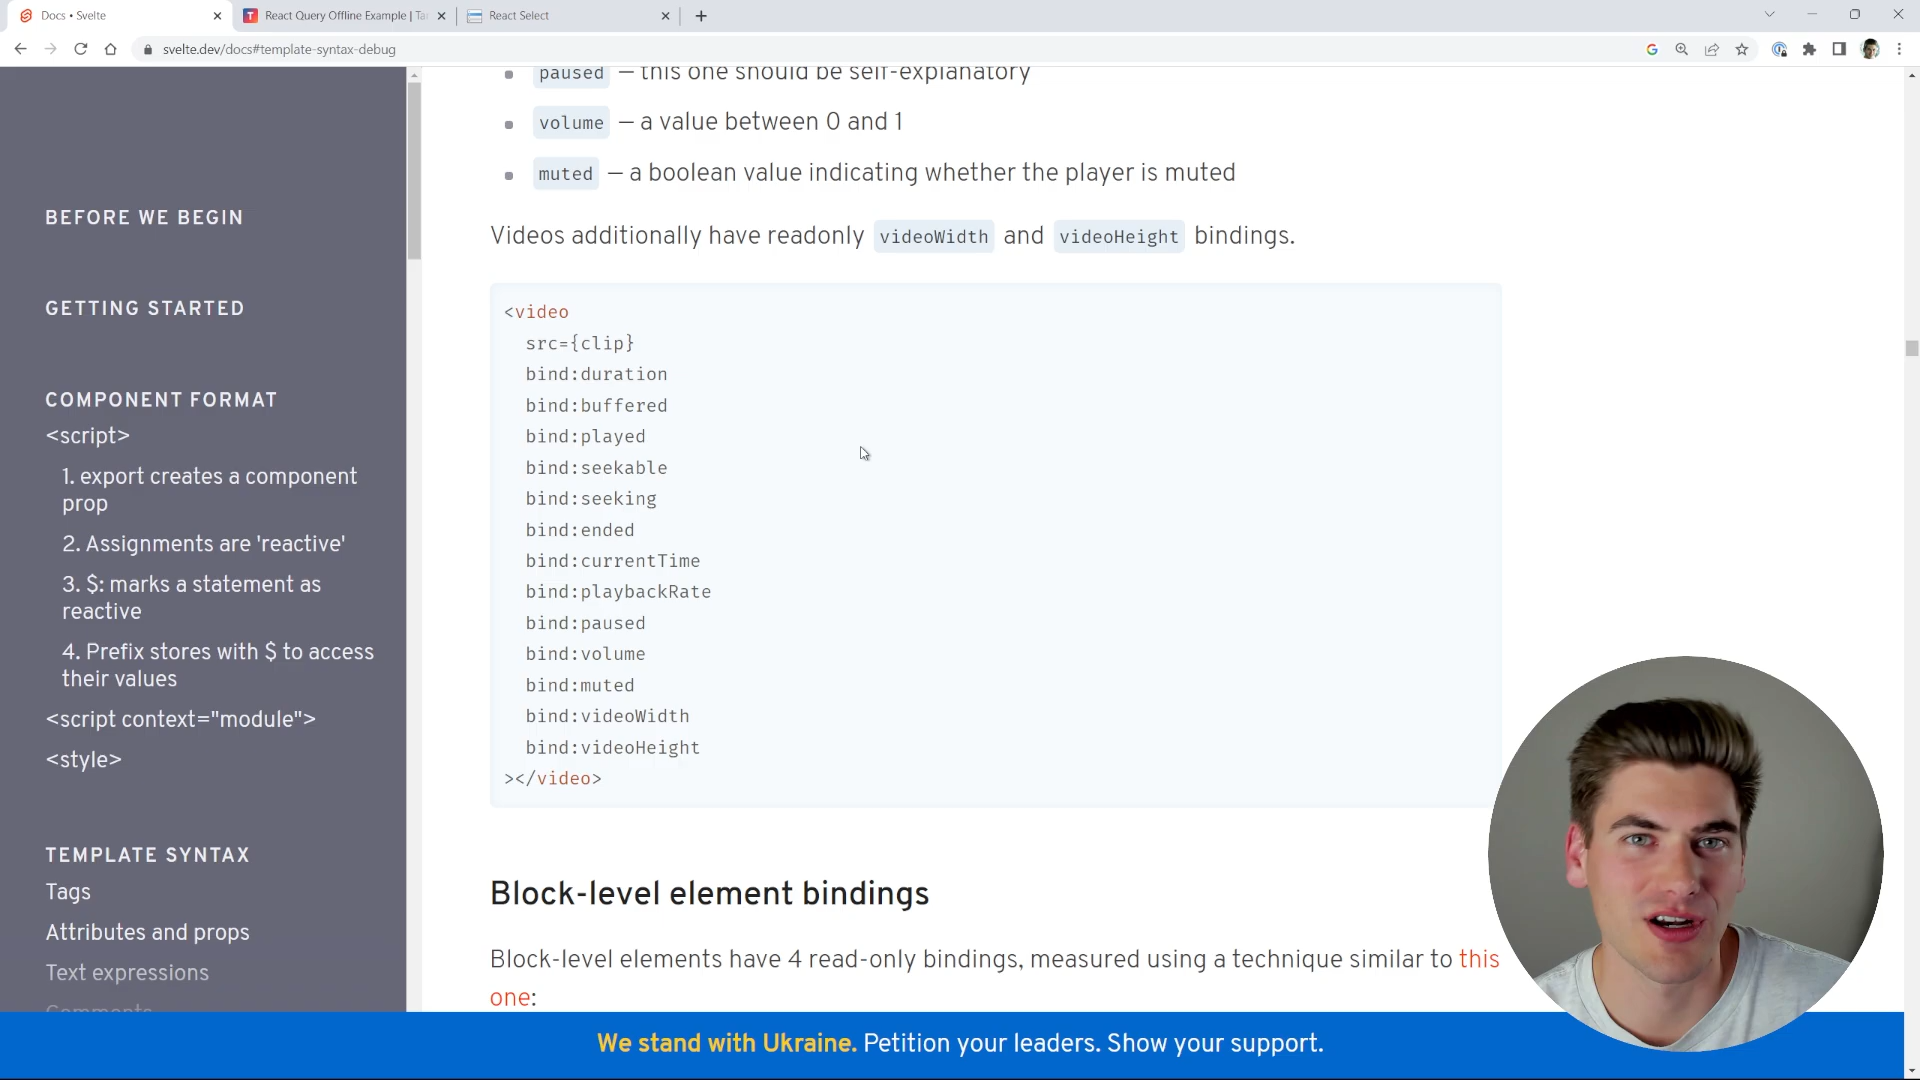 Docs • Svelte
React Query Offline Example | Ta
React Select
svelte.dev/docs#template-syntax-debug
BEFORE WE BEGIN
GETTING STARTED
COMPONENT FORMAT
<script>
1. export creates a component
prop
2. Assignments are 'reactive'
3. $: marks a statement as
reactive
4. Prefix stores with $ to access
their values
<script context="module">
<style>
TEMPLATE SYNTAX
Tags
Attributes and props
Text expressions
Comments
paused — this one should be self-explanatory
volume — a value between 0 and 1
muted — a boolean value indicating whether the player is muted
Videos additionally have readonly videoWidth and videoHeight bindings.
<video
src={clip}
bind:duration
bind:buffered
bind:played
bind:seekable
bind:seeking
bind:ended
bind:currentTime
bind:playbackRate
bind:paused
bind:volume
bind:muted
bind:videoWidth
bind:videoHeight
></video>
Block-level element bindings
Block-level elements have 4 read-only bindings, measured using a technique similar to this
one:
We stand with Ukraine. Petition your leaders. Show your support.